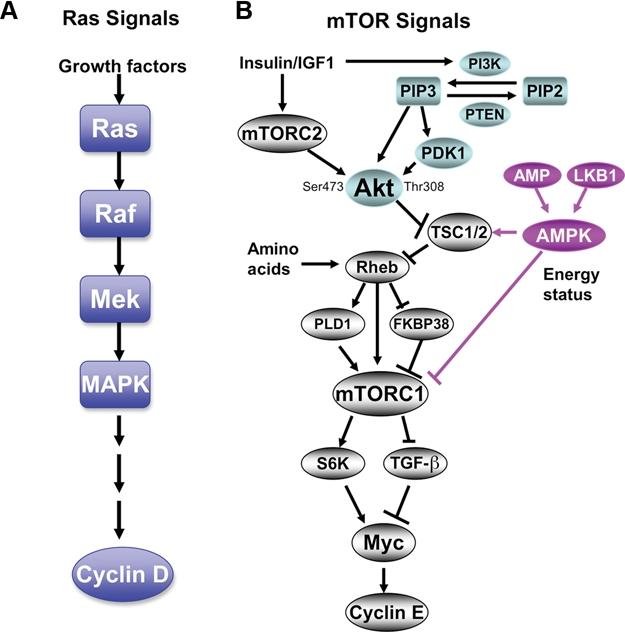 A
Ras Signals
Growth factors
Ras
Raf
Mek
MAPK
Cyclin D
B
mTOR Signals
Insulin/IGF1
PI3K
PIP3
PIP2
PTEN
mTORC2
PDK1
Ser473
Akt
Thr308
AMP
LKB1
TSC1/2
AMPK
Amino
acids
Rheb
Energy
status
PLD1
FKBP38
mTORC1
S6K
TGF-β
Myc
Cyclin E